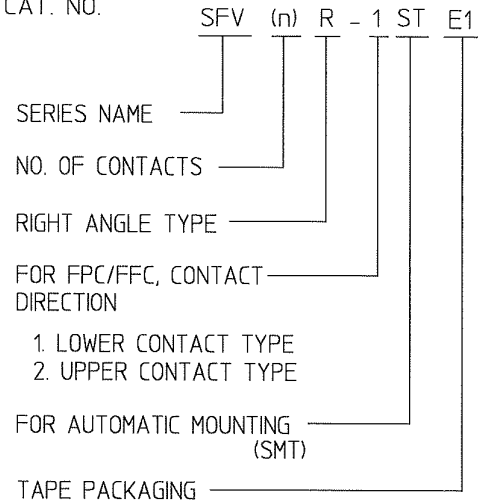 CAT. NO. SFV (n) R - 1 ST E1
SERIES NAME
NO. OF CONTACTS
RIGHT ANGLE TYPE
FOR FPC/FFC, CONTACT
DIRECTION
1. LOWER CONTACT TYPE
2. UPPER CONTACT TYPE
FOR AUTOMATIC MOUNTING
(SMT)
TAPE PACKAGING